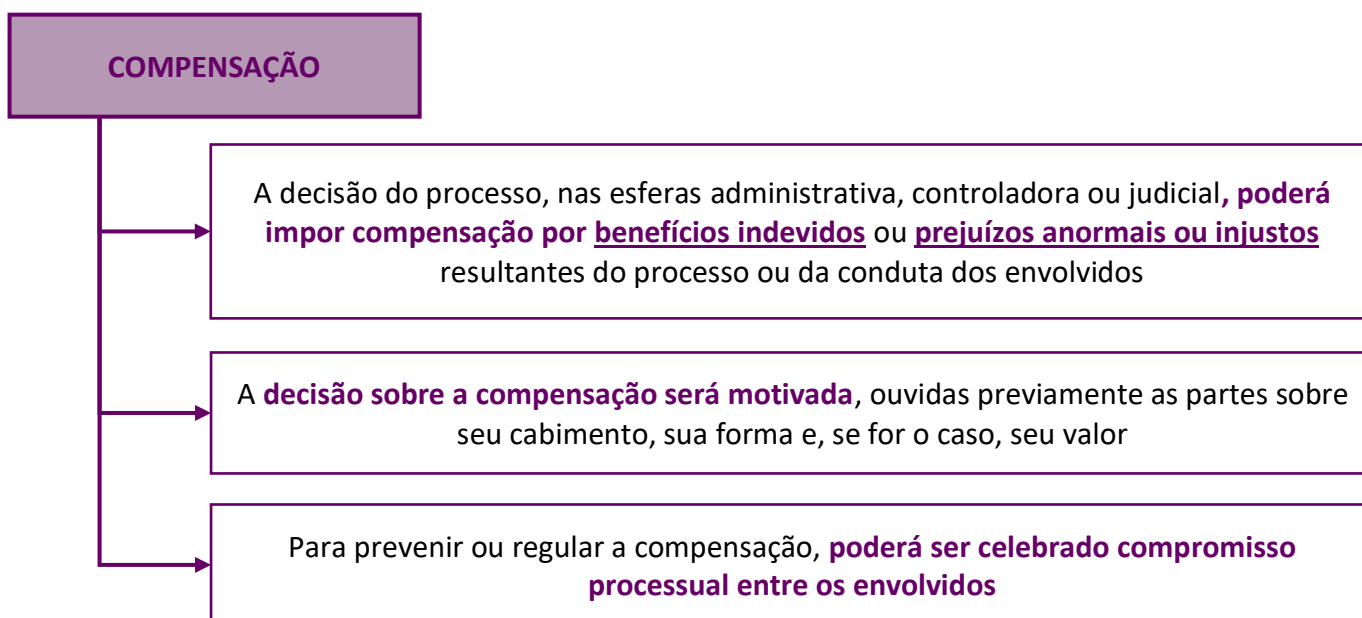 COMPENSAÇÃO
A decisão do processo, nas esferas administrativa, controladora ou judicial, poderá
impor compensação por benefícios indevidos ou prejuízos anormais ou injustos
resultantes do processo ou da conduta dos envolvidos
A decisão sobre a compensação será motivada, ouvidas previamente as partes sobre
seu cabimento, sua forma e, se for o caso, seu valor
Para prevenir ou regular a compensação, poderá ser celebrado compromisso
processual entre os envolvidos